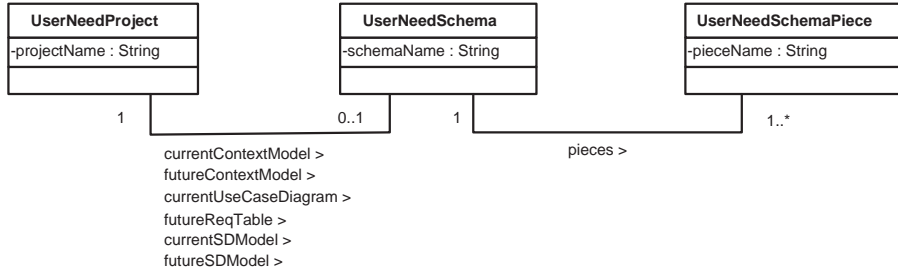 UserNeedProject
-projectName : String
UserNeedSchema
-schemaName : String
UserNeedSchemaPiece
-pieceName : String
1
0..1
1
1..*
currentContextModel >
futureContextModel >
currentUseCaseDiagram >
futureReqTable >
currentSDModel >
futureSDModel >
pieces >